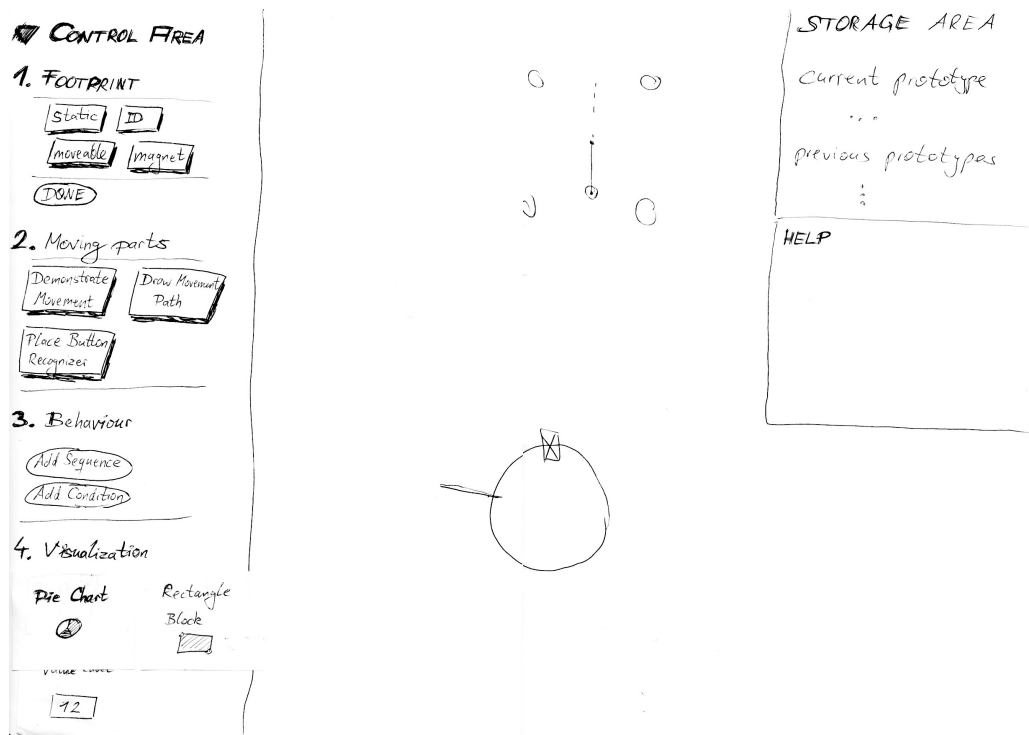 CONTROL AREA
1. FOOTPRINT
Static ID
moveable magnet
DONE
2. Moving parts
Demonstrate Movement
Draw Movement Path
Place Button Recognizer
3. Behaviour
Add Sequence
Add Condition
4. Visualization
Pie Chart
Rectangle Block
12
STORAGE AREA
Current prototype
...
previous prototypes
HELP